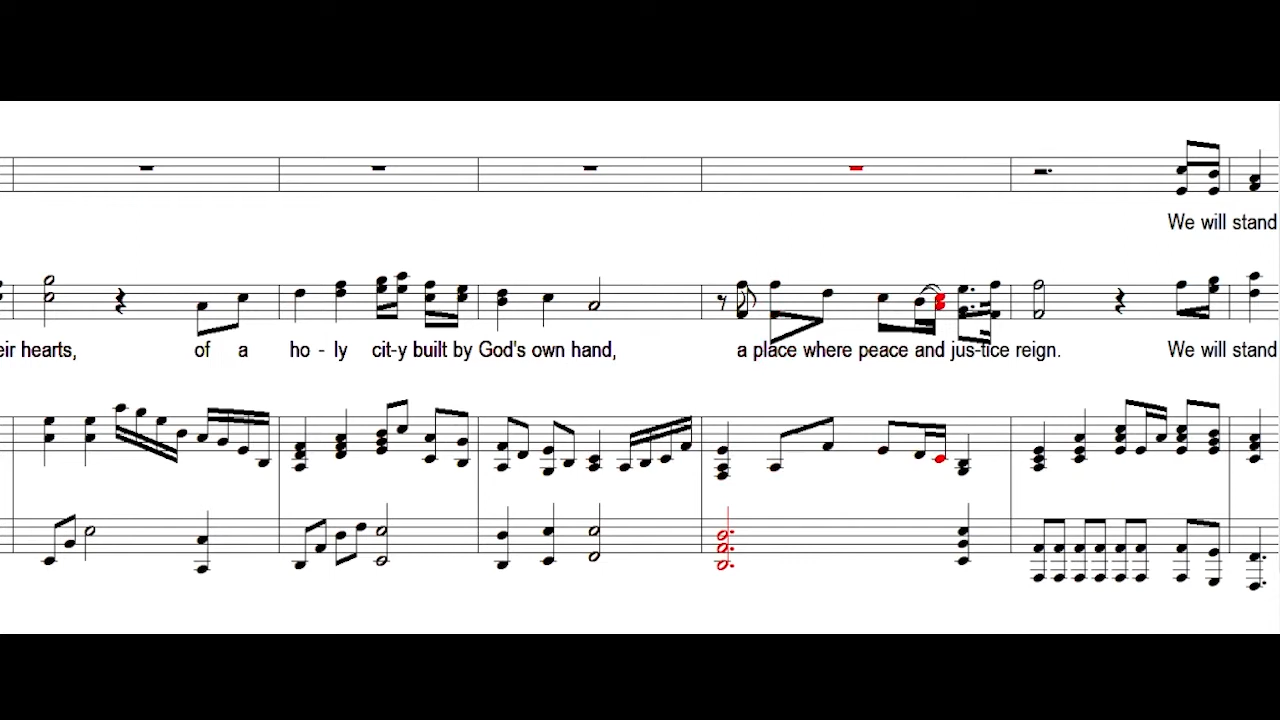 We will stand
eir hearts, of a ho - ly cit-y built by God's own hand, a place where peace and jus-tice reign. We will stand